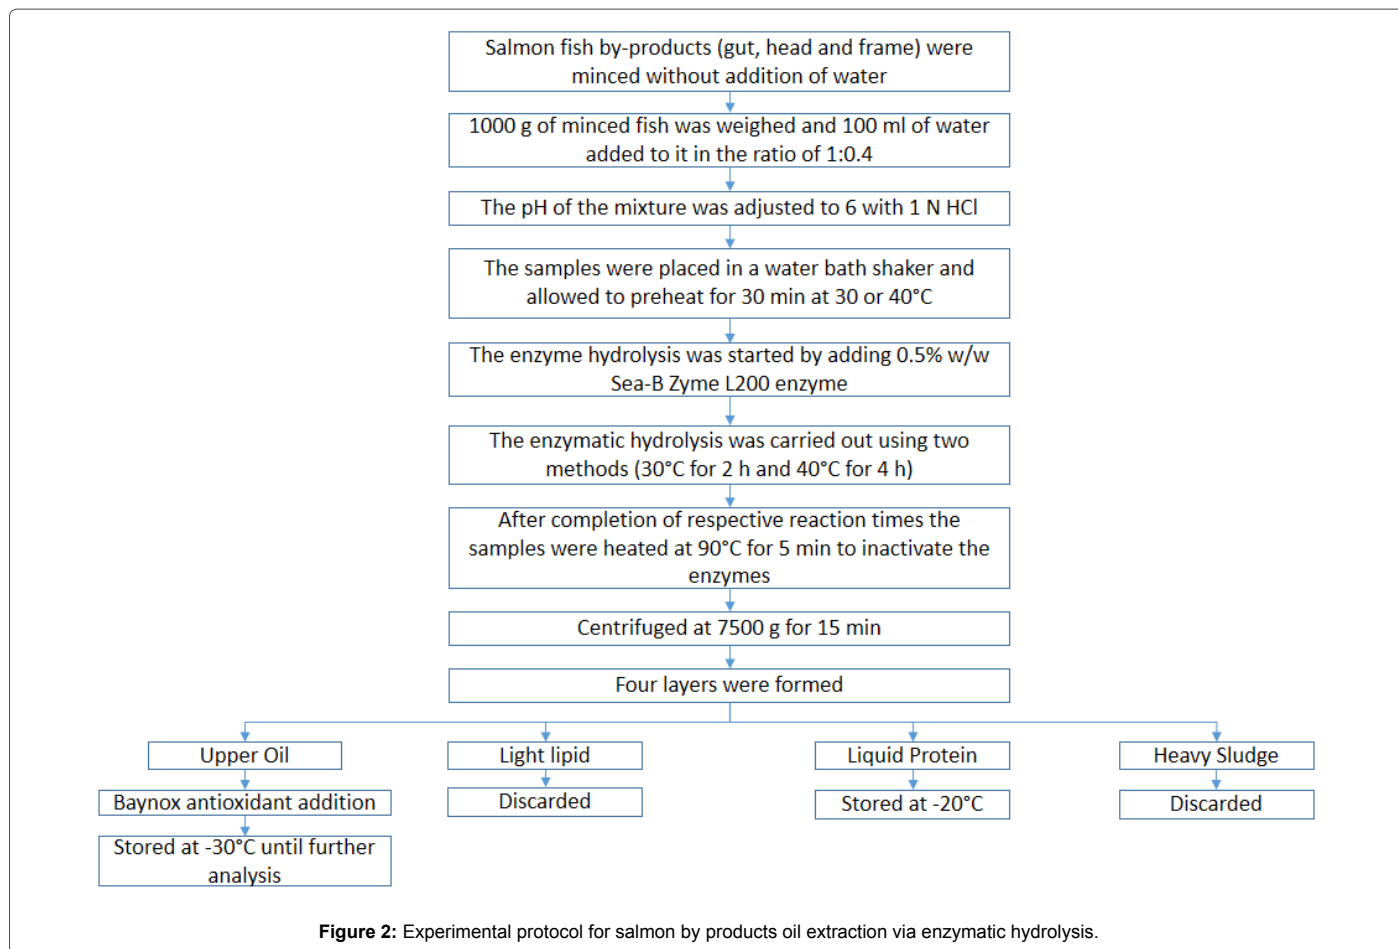 Salmon fish by-products (gut, head and frame) were
minced without addition of water
1000 g of minced fish was weighed and 100 ml of water
added to it in the ratio of 1:0.4
The pH of the mixture was adjusted to 6 with 1 N HCl
The samples were placed in a water bath shaker and
allowed to preheat for 30 min at 30 or 40°C
The enzyme hydrolysis was started by adding 0.5% w/w
Sea-B Zyme L200 enzyme
The enzymatic hydrolysis was carried out using two
methods (30°C for 2 h and 40°C for 4 h)
After completion of respective reaction times the
samples were heated at 90°C for 5 min to inactivate the
enzymes
Centrifuged at 7500 g for 15 min
Four layers were formed
Upper Oil
Baynox antioxidant addition
Stored at -30°C until further
analysis
Light lipid
Discarded
Liquid Protein
Stored at -20°C
Heavy Sludge
Discarded
Figure 2: Experimental protocol for salmon by products oil extraction via enzymatic hydrolysis.